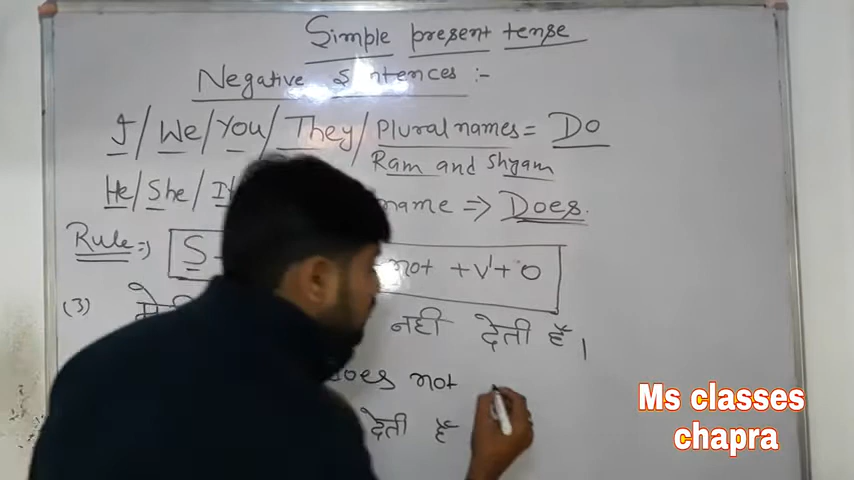 Simple present tense
Negative sentences :-
I / We / You / They / Plural names = Do
Ram and Shyam
He / She / It name => Does.
Rule => S + not + V¹ + O
(3) नही देती है ।
Does not
देती है
Ms classes
chapra